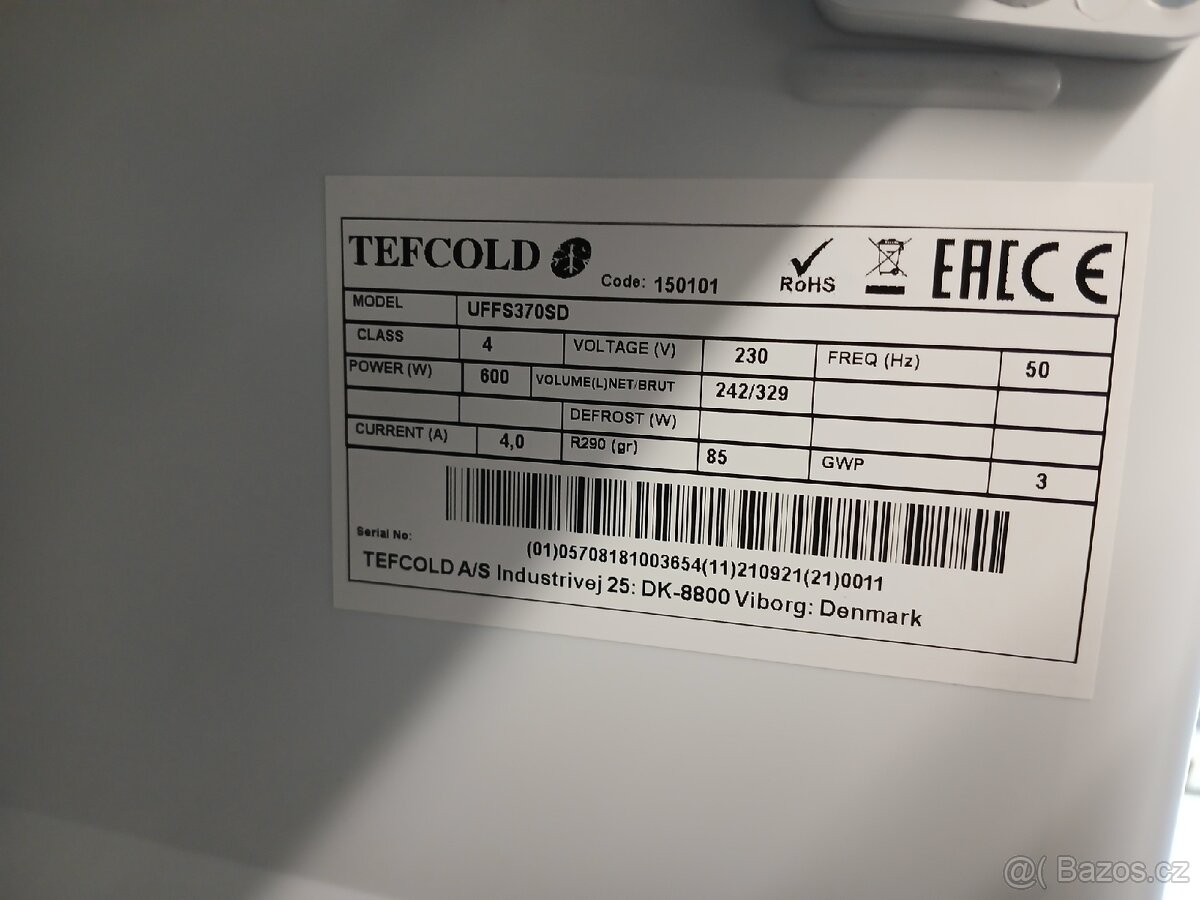 TEFCOLD Code: 150101 RoHS EAC CE
MODEL UFFS370SD
CLASS 4 VOLTAGE (V) 230 FREQ (Hz) 50
POWER (W) 600 VOLUME(L)NET/BRUT 242/329
DEFROST (W)
CURRENT (A) 4,0 R290 (gr) 85 GWP 3
Serial No:
(01)05708181003654(11)210921(21)0011
TEFCOLD A/S Industrivej 25: DK-8800 Viborg: Denmark
@( Bazos.cz